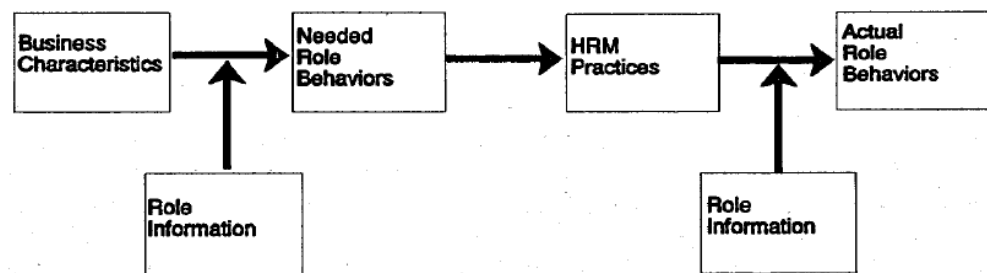 Business
Characteristics
Needed
Role
Behaviors
HRM
Practices
Actual
Role
Behaviors
Role
Information
Role
Information